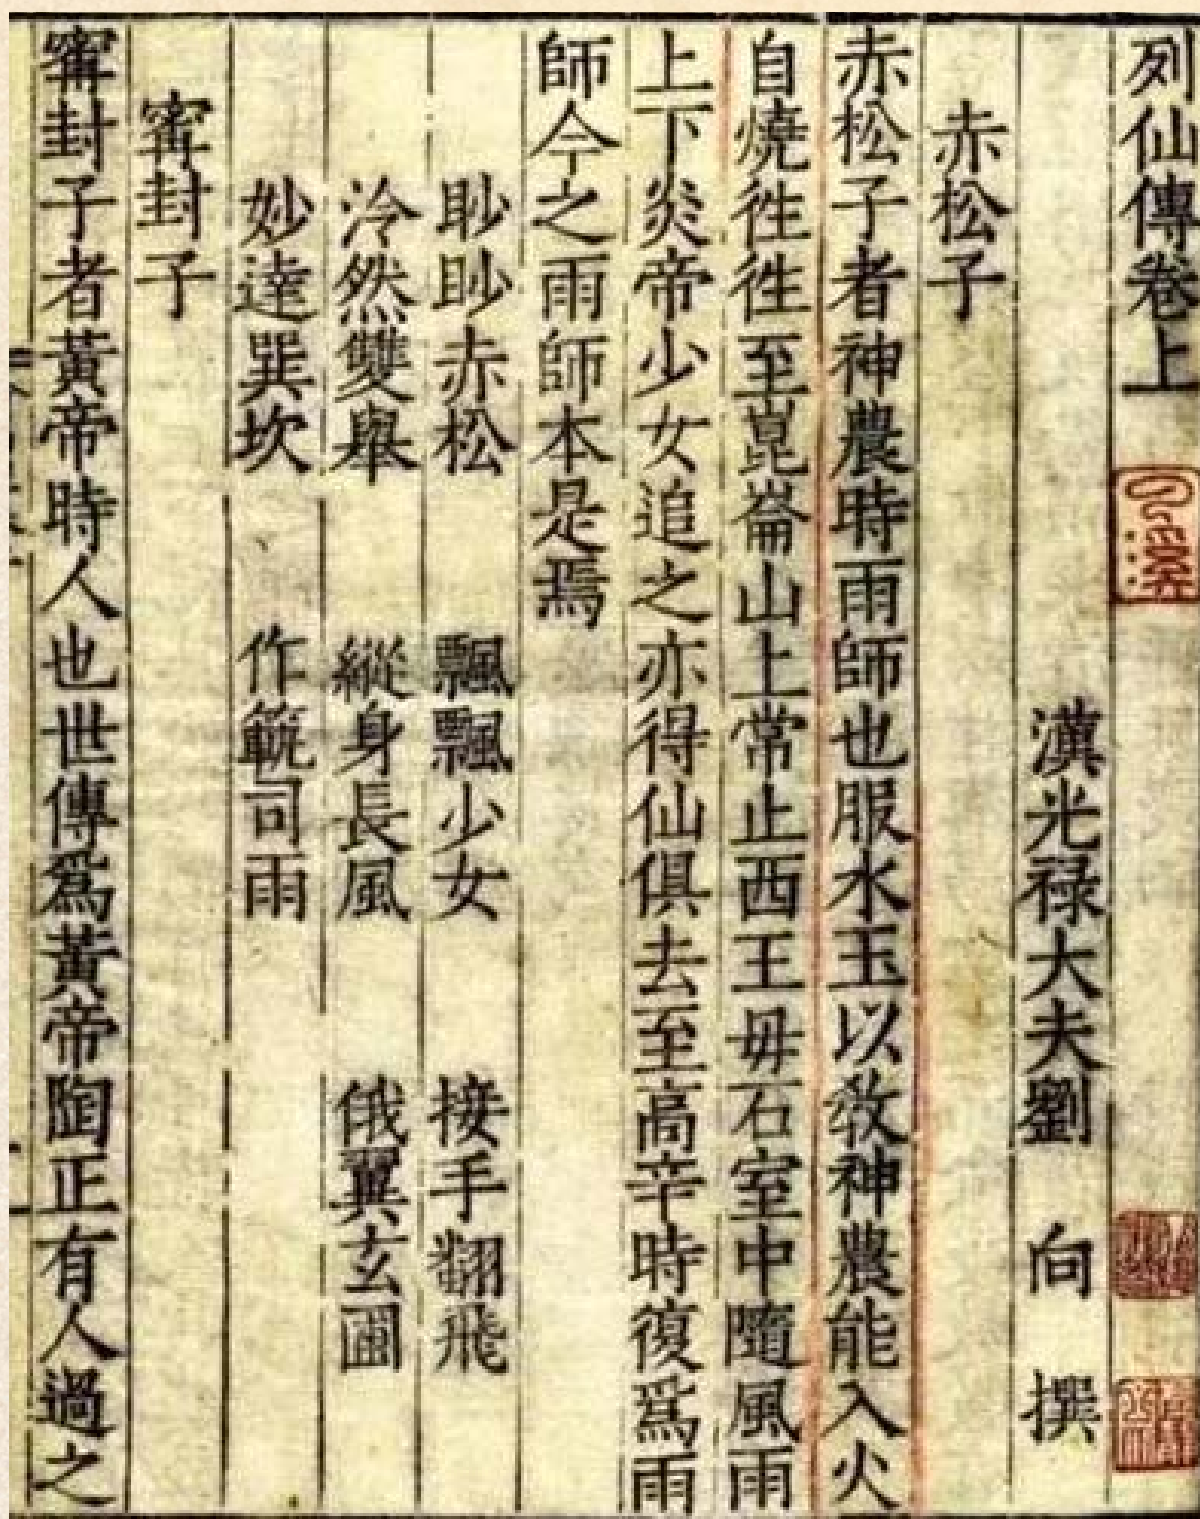 列仙傳卷上
漢光祿大夫劉 向 撰
赤松子
赤松子者神農時雨師也服水玉以敎神農能入火
自燒徃徃至崑崙山上常止西王毋石室中隨風雨
上下炎帝少女追之亦得仙俱去至高辛時復爲雨
師今之雨師本是焉
眇眇赤松 飄飄少女 接手翻飛
泠然雙舉 縱身長風 俄翼玄圃
妙達巽坎 作範司雨
甯封子
甯封子者黃帝時人也世傳爲黃帝陶正有人過之